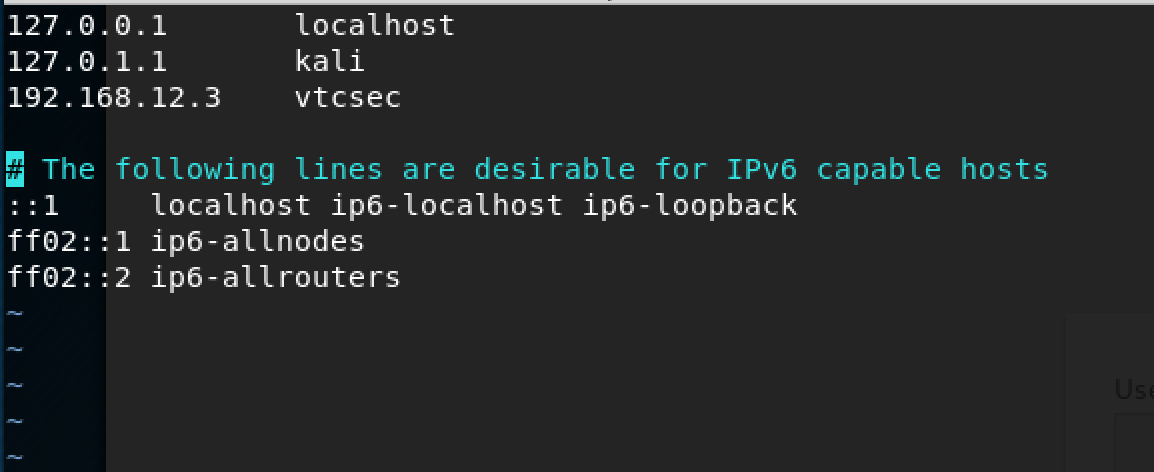 127.0.0.1 localhost
127.0.1.1 kali
192.168.12.3 vtcsec
# The following lines are desirable for IPv6 capable hosts
::1 localhost ip6-localhost ip6-loopback
ff02::1 ip6-allnodes
ff02::2 ip6-allrouters
~
~
~
~
~